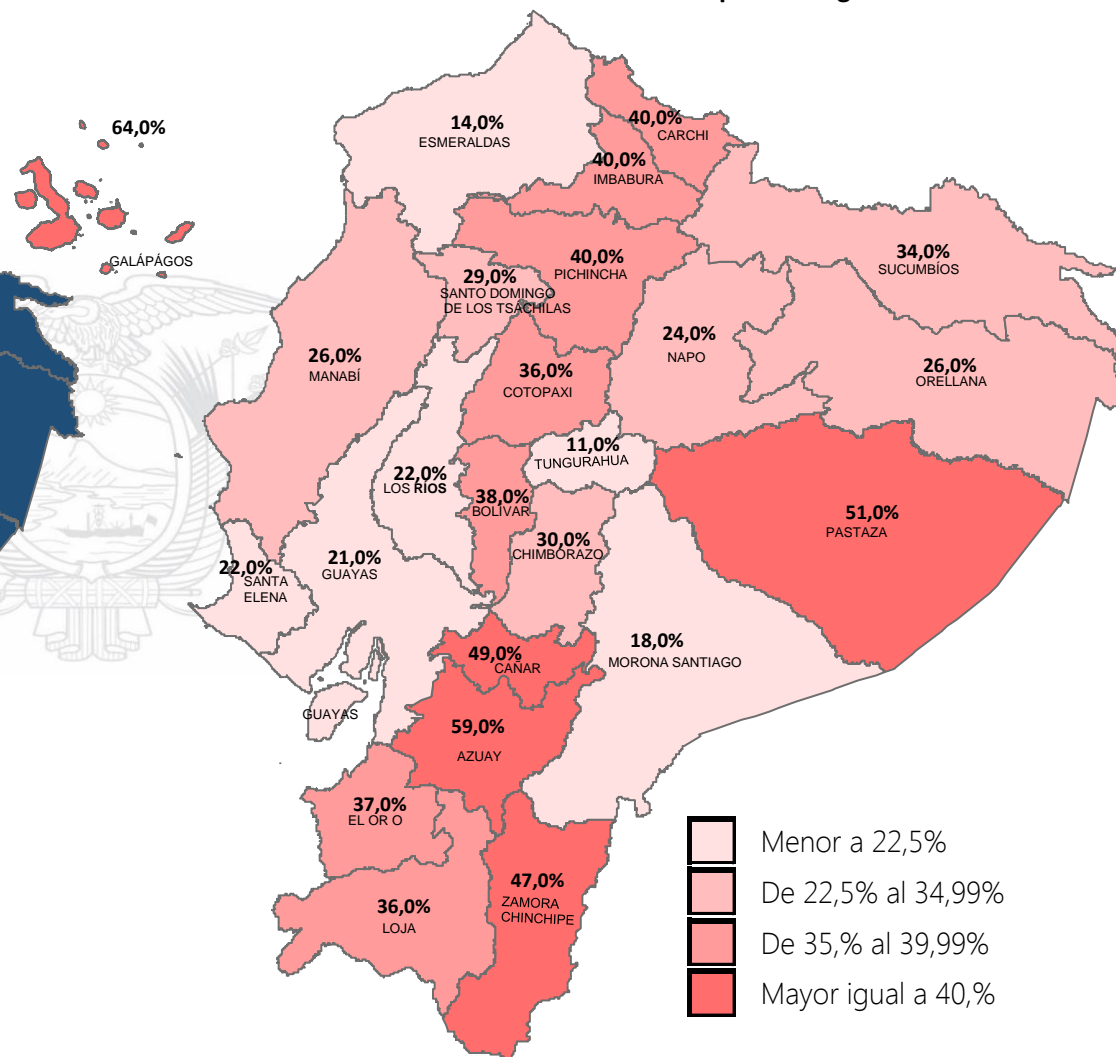 64,0%
GALÁPÁGOS
14,0%
ESMERALDAS
40,0%
CARCHI
40,0%
IMBABURA
40,0%
PICHINCHA
34,0%
SUCUMBÍOS
29,0%
SANTO DOMINGO
DE LOS TSÁCHILAS
24,0%
NAPO
26,0%
MANABÍ
26,0%
ORELLANA
36,0%
COTOPAXI
11,0%
TUNGURAHUA
22,0%
LOS RÍOS
38,0%
BOLIVAR
51,0%
PASTAZA
30,0%
CHIMBORAZO
21,0%
GUAYAS
22,0%
SANTA
ELENA
18,0%
MORONA SANTIAGO
49,0%
CAÑAR
GUAYAS
59,0%
AZUAY
37,0%
EL OR O
47,0%
ZAMORA
CHINCHIPE
36,0%
LOJA
Menor a 22,5%
De 22,5% al 34,99%
De 35,% al 39,99%
Mayor igual a 40,%